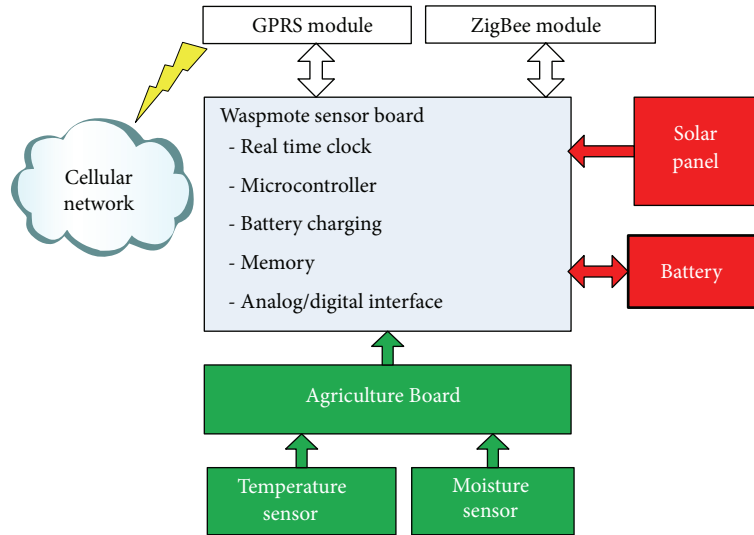 GPRS module
ZigBee module
Waspmote sensor board
- Real time clock
- Microcontroller
- Battery charging
- Memory
- Analog/digital interface
Cellular
network
Solar
panel
Battery
Agriculture Board
Temperature
sensor
Moisture
sensor